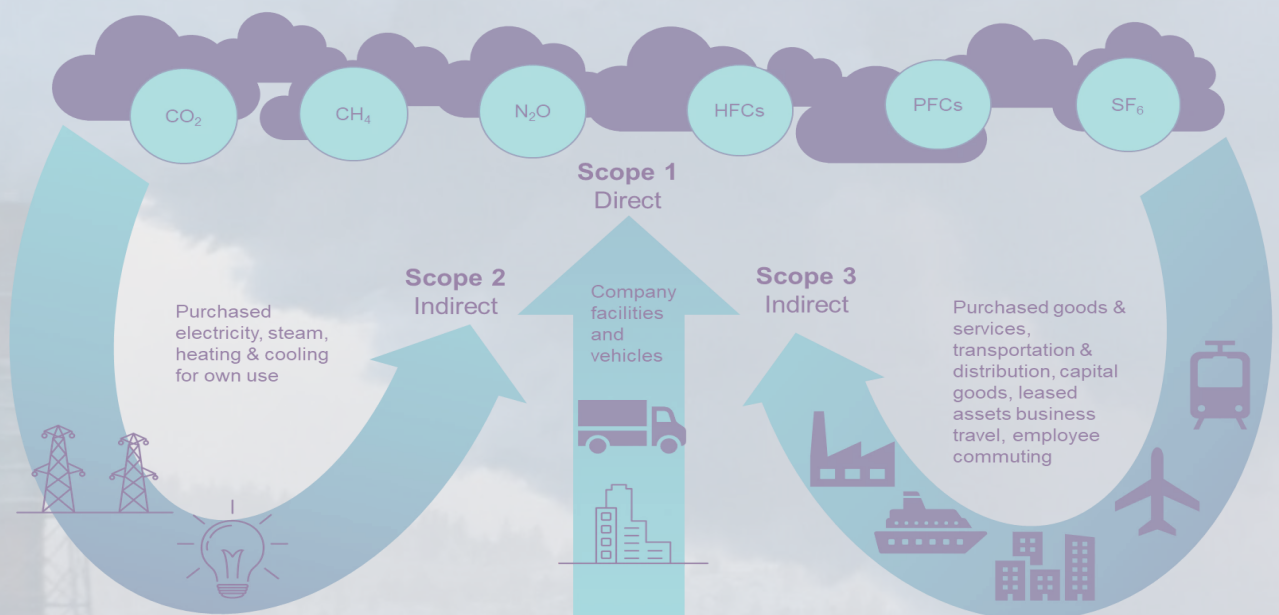 CO₂
CH₄
N₂O
HFCs
PFCs
SF₆
Scope 1
Direct
Scope 2
Indirect
Scope 3
Indirect
Purchased
electricity, steam,
heating & cooling
for own use
Company
facilities
and
vehicles
Purchased goods &
services,
transportation &
distribution, capital
goods, leased
assets business
travel, employee
commuting